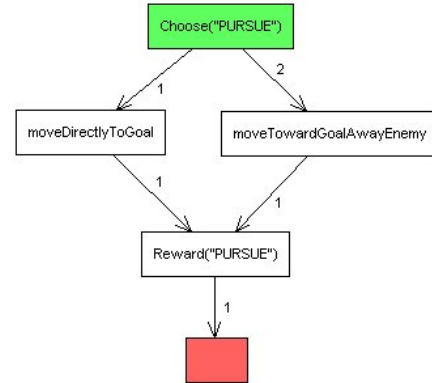 Choose("PURSUE")
1
2
moveDirectlyToGoal
moveTowardGoalAwayEnemy
1
1
Reward("PURSUE")
1